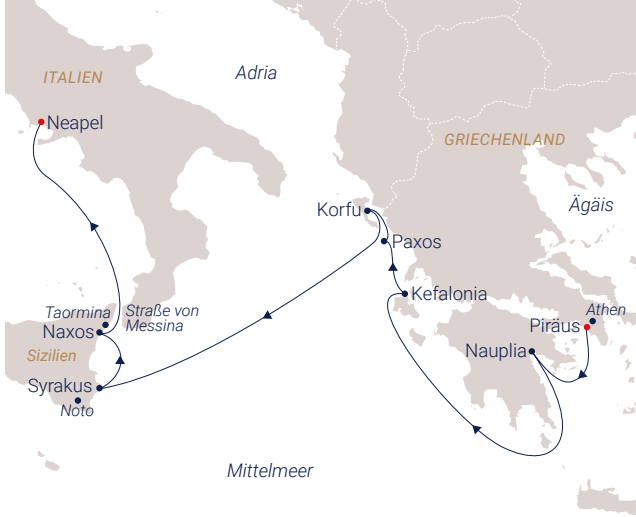 Adria
ITALIEN
Neapel
GRIECHENLAND
Ägäis
Korfu
Paxos
Kefalonia
Taormina
Straße von
Messina
Athen
Naxos
Piräus
Nauplia
Sizilien
Syrakus
Noto
Mittelmeer